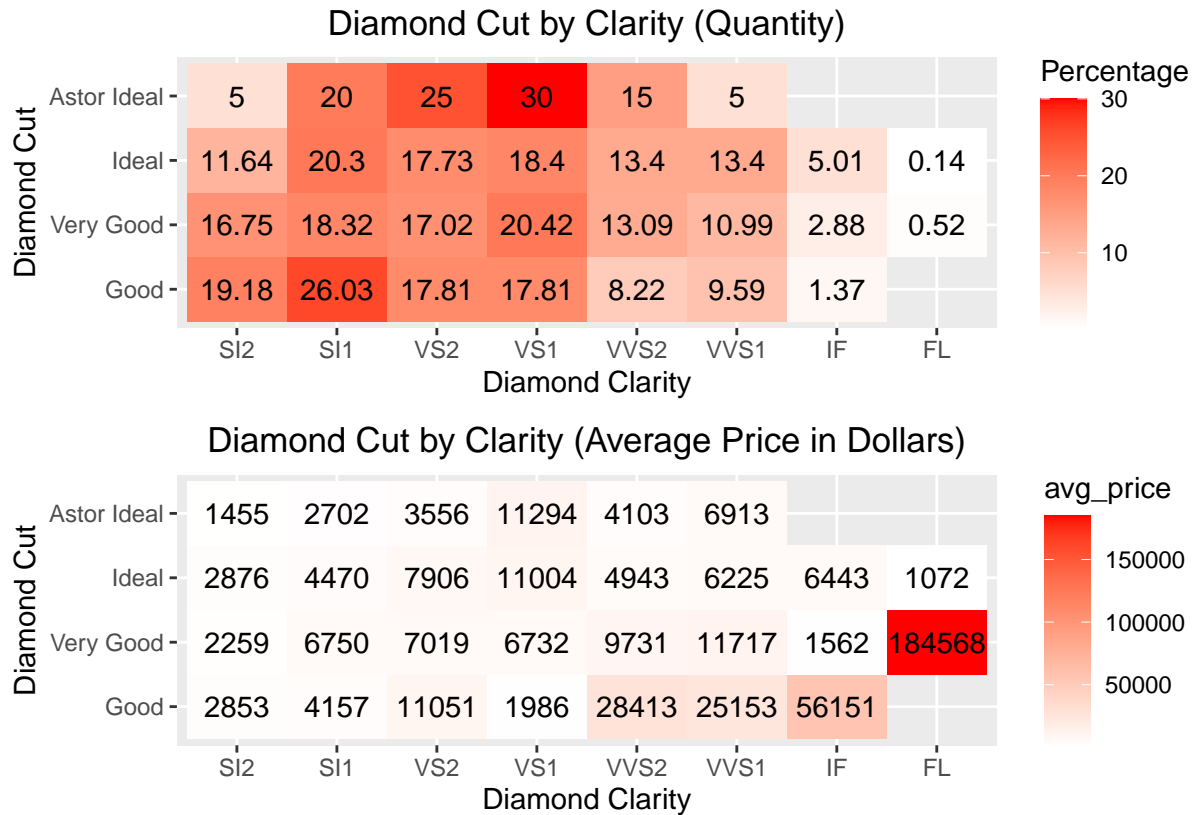 Diamond Cut by Clarity (Quantity)
Diamond Cut
Astor Ideal 5 20 25 30 15 5
Ideal 11.64 20.3 17.73 18.4 13.4 13.4 5.01 0.14
Very Good 16.75 18.32 17.02 20.42 13.09 10.99 2.88 0.52
Good 19.18 26.03 17.81 17.81 8.22 9.59 1.37
SI2 SI1 VS2 VS1 VVS2 VVS1 IF FL
Diamond Clarity
Percentage
30
20
10
Diamond Cut by Clarity (Average Price in Dollars)
Diamond Cut
Astor Ideal 1455 2702 3556 11294 4103 6913
Ideal 2876 4470 7906 11004 4943 6225 6443 1072
Very Good 2259 6750 7019 6732 9731 11717 1562 184568
Good 2853 4157 11051 1986 28413 25153 56151
SI2 SI1 VS2 VS1 VVS2 VVS1 IF FL
Diamond Clarity
avg_price
150000
100000
50000